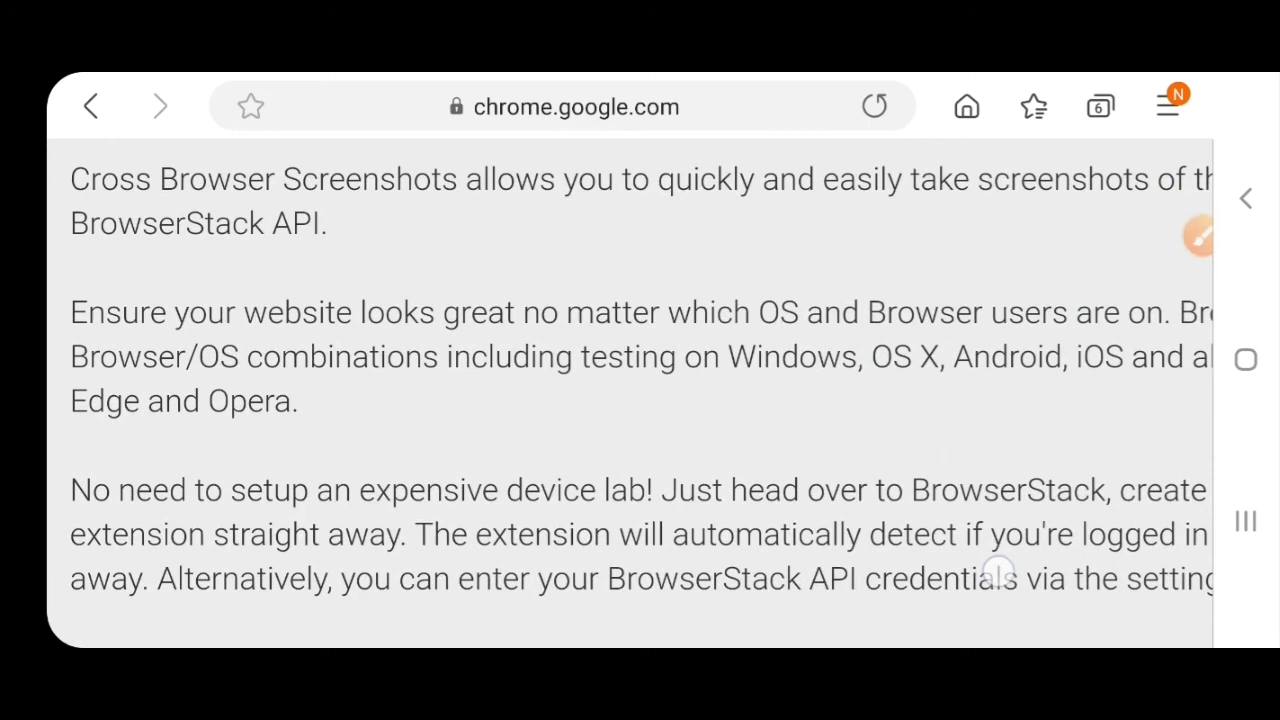 chrome.google.com
6
N
Cross Browser Screenshots allows you to quickly and easily take screenshots of
BrowserStack API.
Ensure your website looks great no matter which OS and Browser users are on.
Browser/OS combinations including testing on Windows, OS X, Android, iOS and
Edge and Opera.
No need to setup an expensive device lab! Just head over to BrowserStack, create
extension straight away. The extension will automatically detect if you're logged in
away. Alternatively, you can enter your BrowserStack API credentials via the